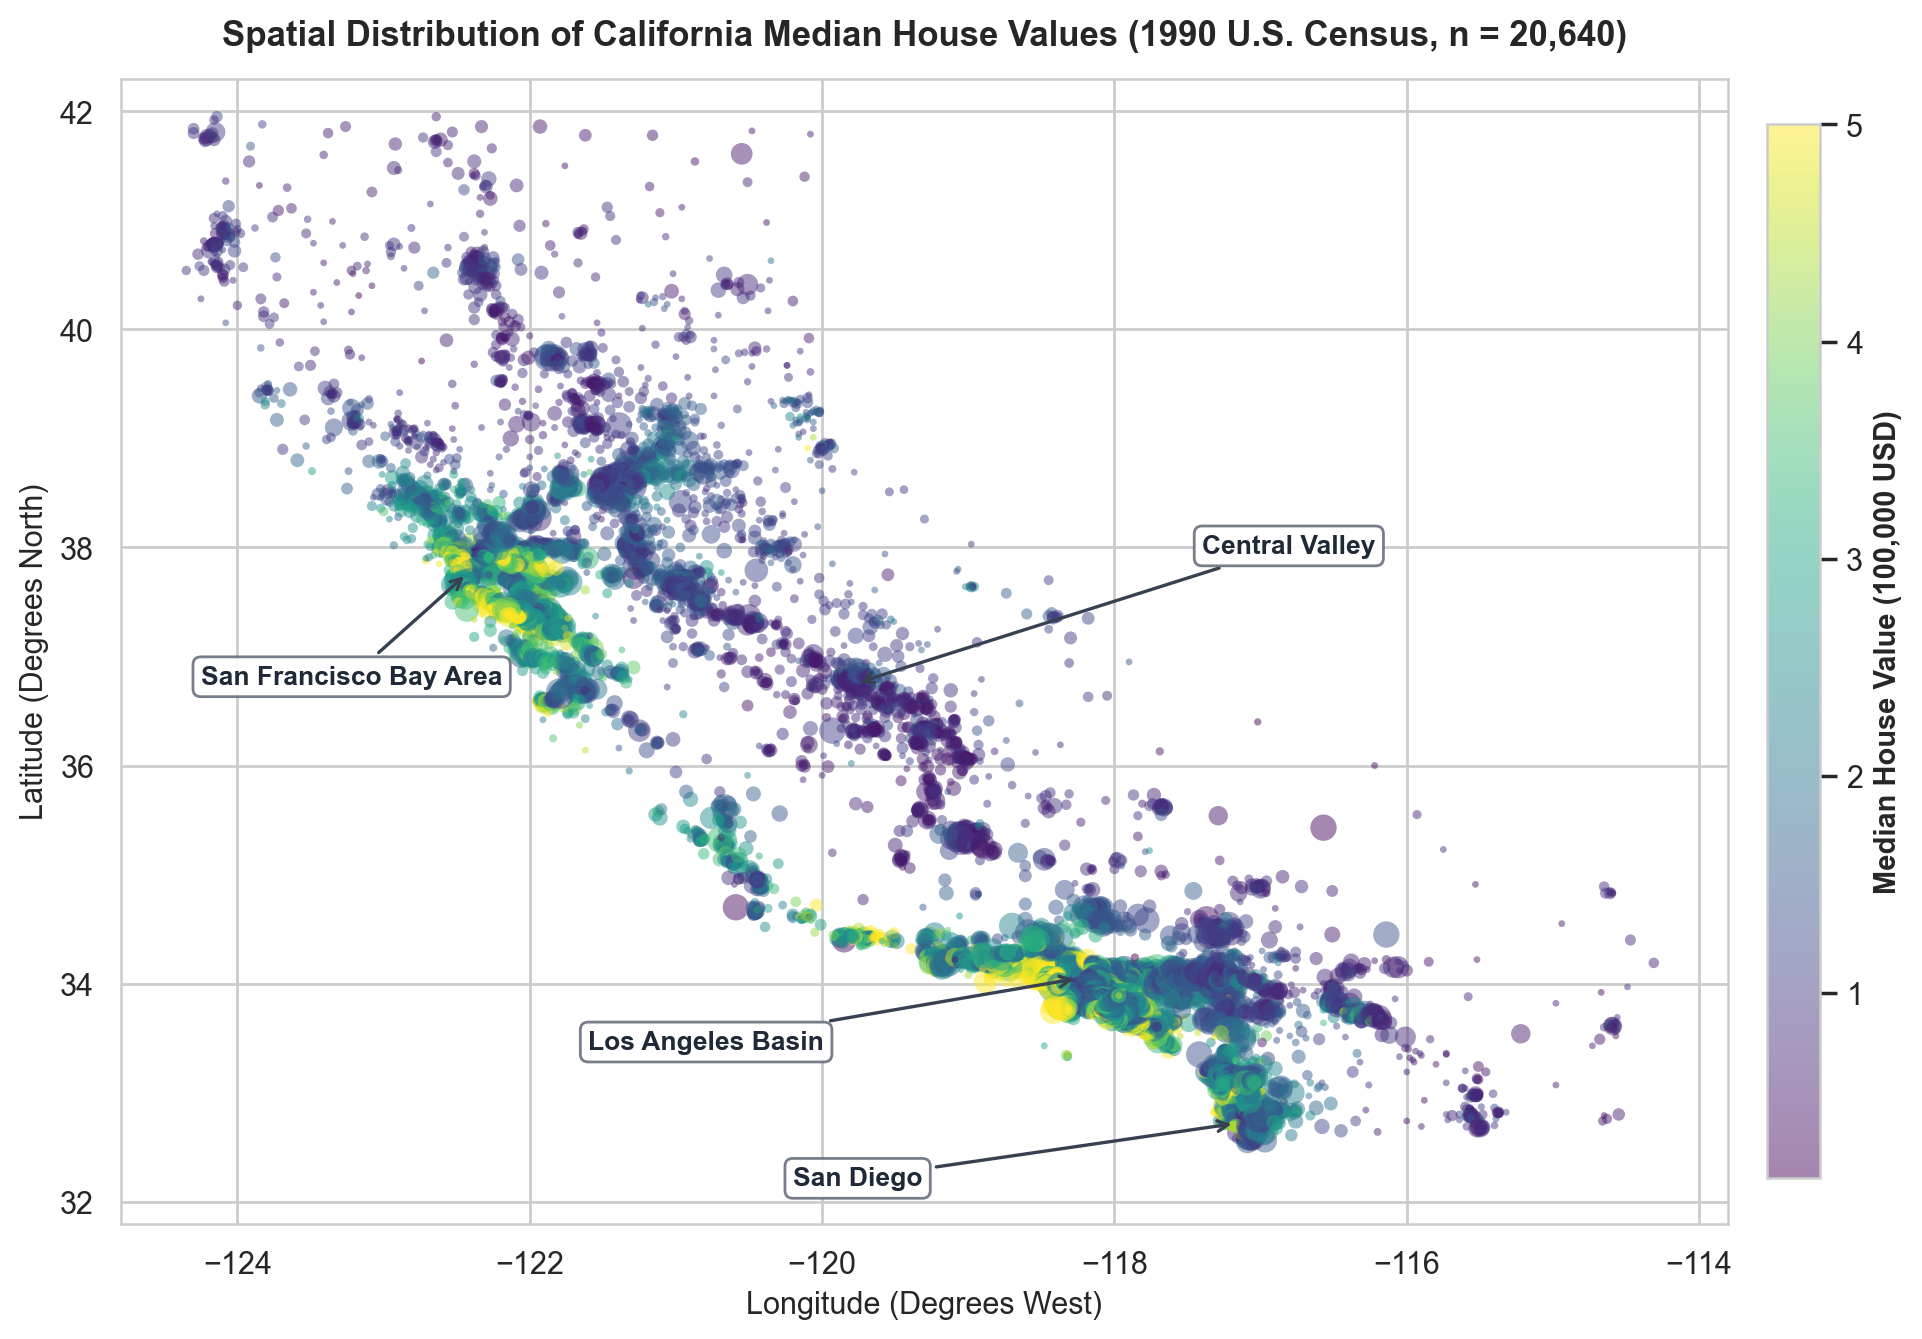 Spatial Distribution of California Median House Values (1990 U.S. Census, n = 20,640)
42
40
38
36
34
32
Latitude (Degrees North)
−124
−122
−120
−118
−116
−114
Longitude (Degrees West)
Central Valley
San Francisco Bay Area
Los Angeles Basin
San Diego
5
4
3
2
1
Median House Value (100,000 USD)